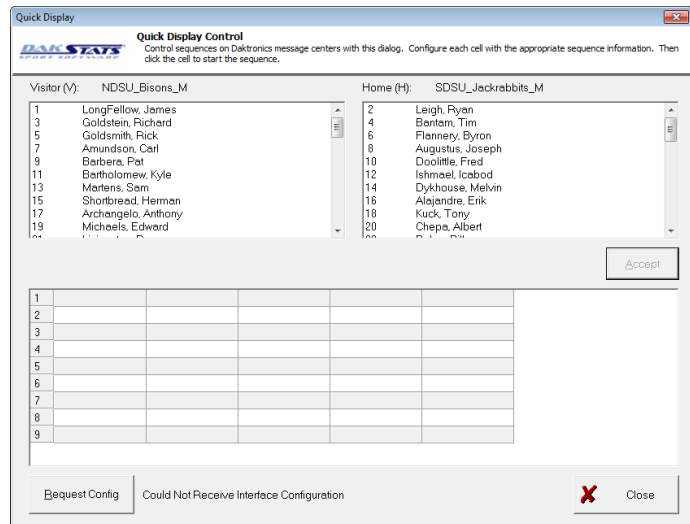 Quick Display
DAKSTATS
SPORT SOFTWARE
Quick Display Control
Control sequences on Daktronics message centers with this dialog. Configure each cell with the appropriate sequence information. Then
click the cell to start the sequence.
Visitor (V): NDSU_Bisons_M
1 LongFellow, James
3 Goldstein, Richard
5 Goldsmith, Rick
7 Amundson, Carl
9 Barbera, Pat
11 Bartholomew, Kyle
13 Martens, Sam
15 Shortbread, Herman
17 Archangelo, Anthony
19 Michaels, Edward
Home (H): SDSU_Jackrabbits_M
2 Leigh, Ryan
4 Bantam, Tim
6 Flannery, Byron
8 Augustus, Joseph
10 Doolittle, Fred
12 Ishmael, Icabod
14 Dykhouse, Melvin
16 Alajandre, Erik
18 Kuck, Tony
20 Chepa, Albert
Accept
1
2
3
4
5
6
7
8
9
Request Config
Could Not Receive Interface Configuration
Close